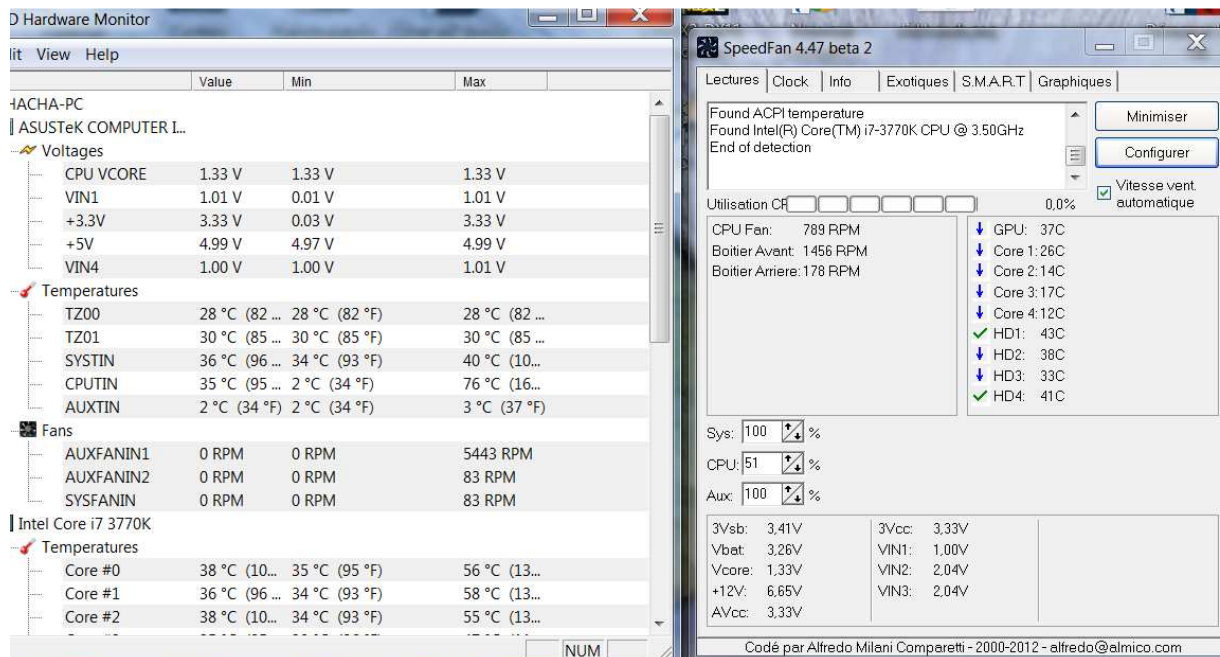 D Hardware Monitor
lit View Help
Value Min Max
HACHA-PC
ASUSTeK COMPUTER I...
Voltages
CPU VCORE 1.33 V 1.33 V 1.33 V
VIN1 1.01 V 0.01 V 1.01 V
+3.3V 3.33 V 0.03 V 3.33 V
+5V 4.99 V 4.97 V 4.99 V
VIN4 1.00 V 1.00 V 1.01 V
Temperatures
TZ00 28 °C (82 ... 28 °C (82 °F) 28 °C (82 ...
TZ01 30 °C (85 ... 30 °C (85 °F) 30 °C (85 ...
SYSTIN 36 °C (96 ... 34 °C (93 °F) 40 °C (10...
CPUTIN 35 °C (95 ... 2 °C (34 °F) 76 °C (16...
AUXTIN 2 °C (34 °F) 2 °C (34 °F) 3 °C (37 °F)
Fans
AUXFANIN1 0 RPM 0 RPM 5443 RPM
AUXFANIN2 0 RPM 0 RPM 83 RPM
SYSFANIN 0 RPM 0 RPM 83 RPM
Intel Core i7 3770K
Temperatures
Core #0 38 °C (10... 35 °C (95 °F) 56 °C (13...
Core #1 36 °C (96 ... 34 °C (93 °F) 58 °C (13...
Core #2 38 °C (10... 34 °C (93 °F) 55 °C (13...
NUM
SpeedFan 4.47 beta 2
Lectures Clock Info Exotiques S.M.A.R.T Graphiques
Found ACPI temperature
Found Intel(R) Core(TM) i7-3770K CPU @ 3.50GHz
End of detection
Minimiser
Configurer
Vitesse vent.
automatique
Utilisation CP 0,0%
CPU Fan: 789 RPM
Boitier Avant: 1456 RPM
Boitier Arriere: 178 RPM
GPU: 37C
Core 1: 26C
Core 2: 14C
Core 3: 17C
Core 4: 12C
HD1: 43C
HD2: 38C
HD3: 33C
HD4: 41C
Sys: 100 %
CPU: 51 %
Aux: 100 %
3Vsb: 3,41V 3Vcc: 3,33V
Vbat: 3,26V VIN1: 1,00V
Vcore: 1,33V VIN2: 2,04V
+12V: 6,65V VIN3: 2,04V
AVcc: 3,33V
Codé par Alfredo Milani Comparetti - 2000-2012 - alfredo@almico.com